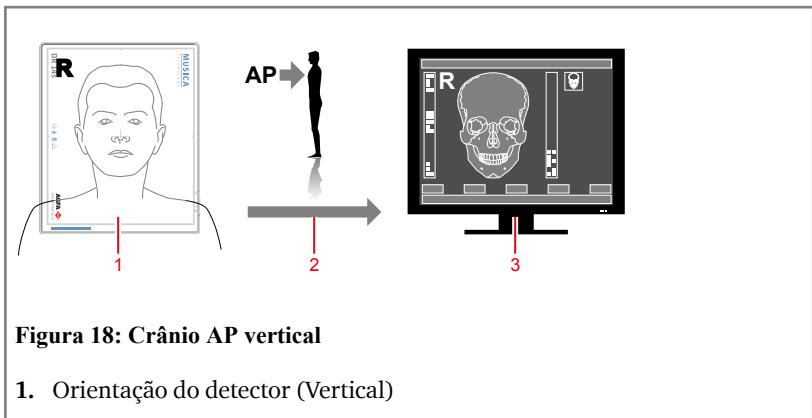 R
DR 14s
MUSICA
AGFA
AP
R
1
2
3
Figura 18: Crânio AP vertical
1. Orientação do detector (Vertical)